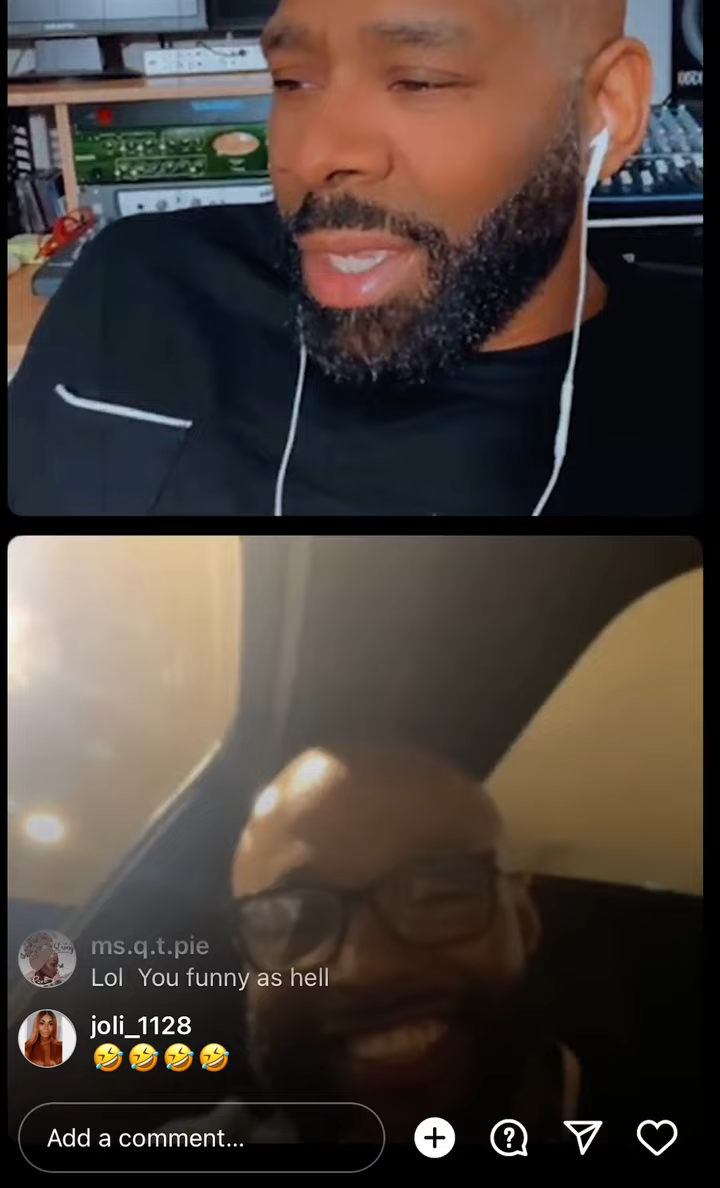 ms.q.t.pie
Lol You funny as hell
joli_1128
🤣🤣🤣🤣
Add a comment...